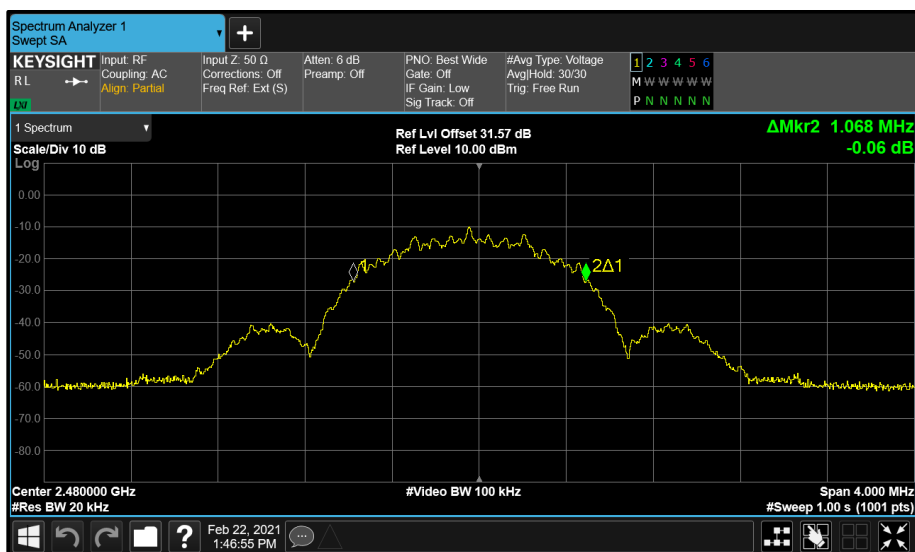 Spectrum Analyzer 1
Swept SA
KEYSIGHT
R L
LXI
Input: RF
Coupling: AC
Align: Partial
Input Z: 50 Ω
Corrections: Off
Freq Ref: Ext (S)
Atten: 6 dB
Preamp: Off
PNO: Best Wide
Gate: Off
IF Gain: Low
Sig Track: Off
#Avg Type: Voltage
Avg|Hold: 30/30
Trig: Free Run
1 2 3 4 5 6
M W W W W W
P N N N N N
1 Spectrum
Scale/Div 10 dB
Ref Lvl Offset 31.57 dB
Ref Level 10.00 dBm
ΔMkr2 1.068 MHz
-0.06 dB
Log
0.00
-10.0
-20.0
-30.0
-40.0
-50.0
-60.0
-70.0
-80.0
2Δ1
Center 2.480000 GHz
#Res BW 20 kHz
#Video BW 100 kHz
Span 4.000 MHz
#Sweep 1.00 s (1001 pts)
Feb 22, 2021
1:46:55 PM